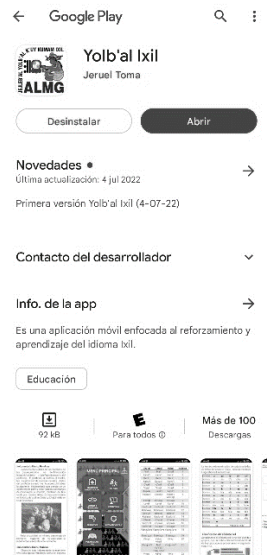 Google Play
ALMG
Yolb'al Ixil
Jeruel Toma
Desinstalar
Abrir
Novedades
Última actualización: 4 jul 2022
Primera versión Yolb'al Ixil (4-07-22)
Contacto del desarrollador
Info. de la app
Es una aplicación móvil enfocada al reforzamiento y
aprendizaje del idioma Ixil.
Educación
E
Más de 100
92 kB
Para todos
Descargas